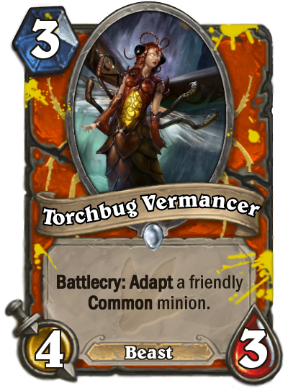 3
Torchbug Vermancer
Battlecry: Adapt a friendly
Common minion.
4
Beast
3